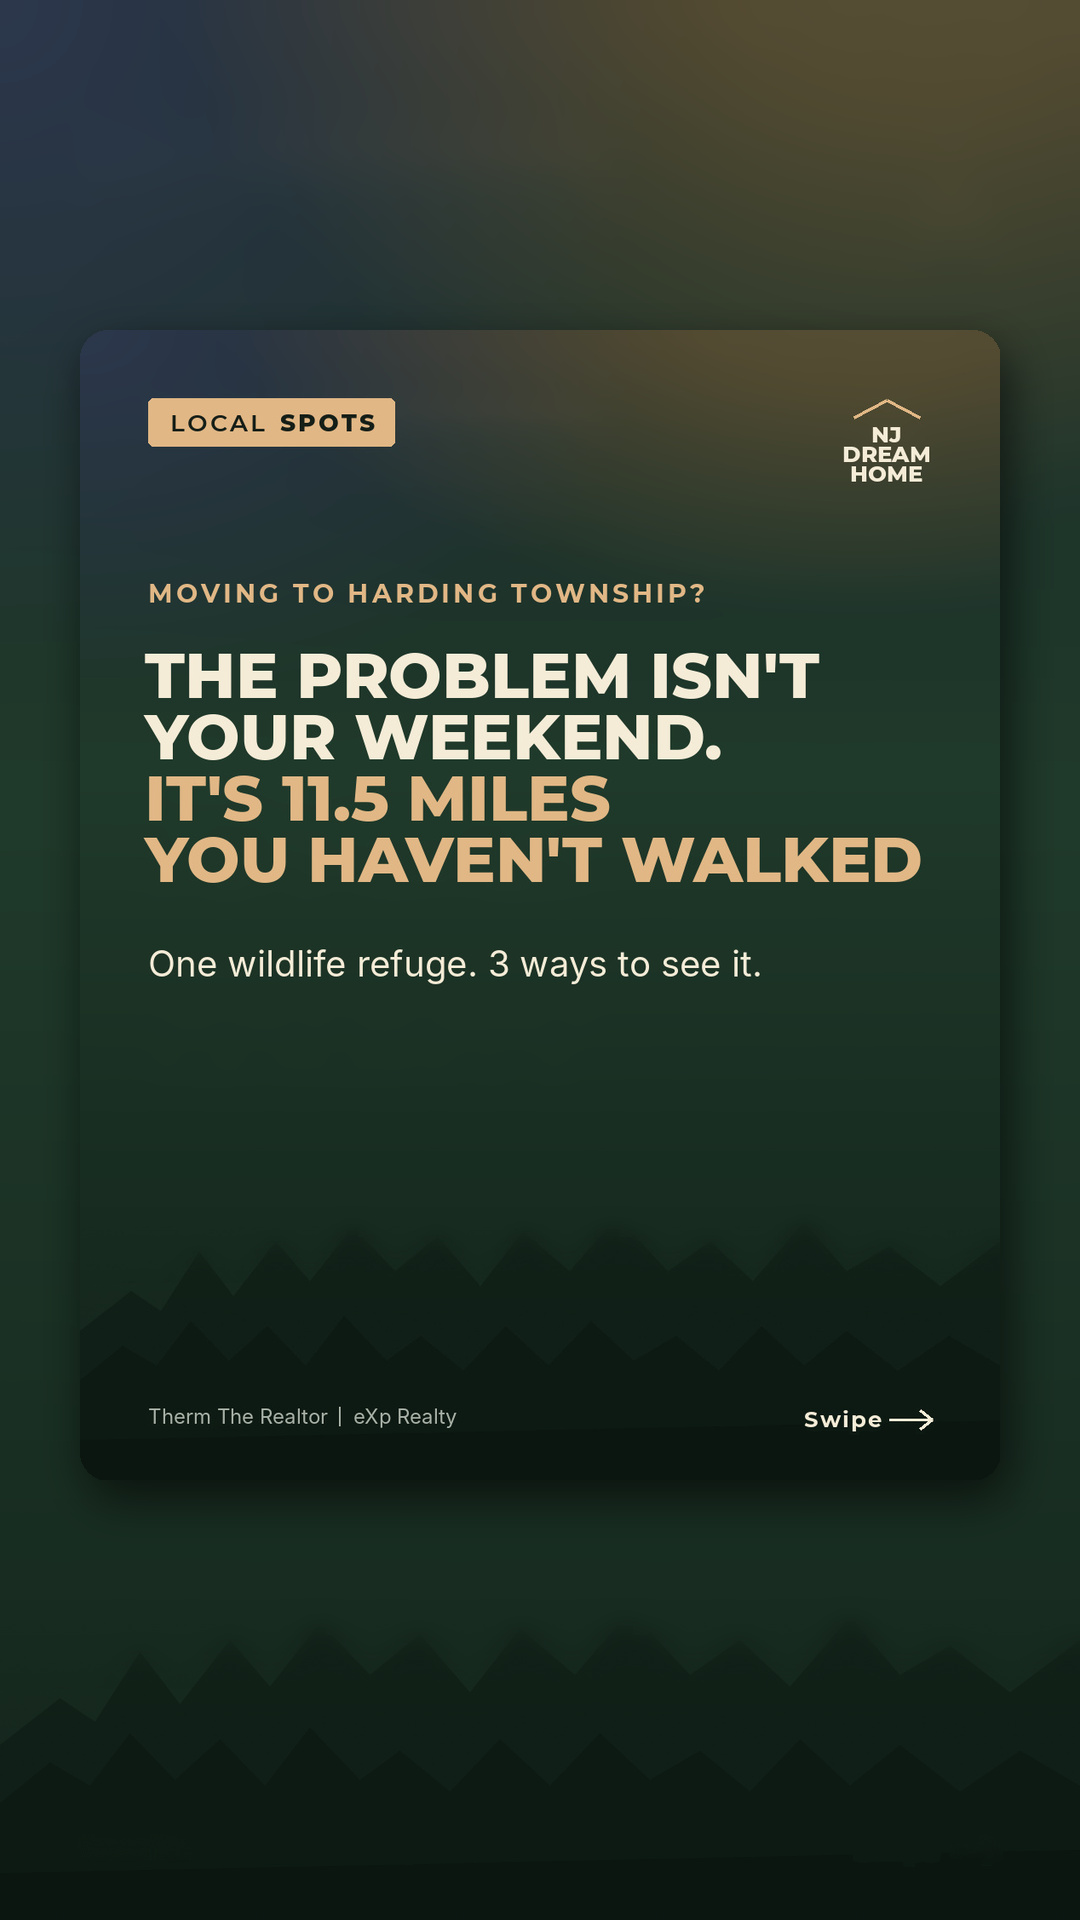 LOCAL SPOTS
NJ
DREAM
HOME
MOVING TO HARDING TOWNSHIP?
THE PROBLEM ISN'T
YOUR WEEKEND.
IT'S 11.5 MILES
YOU HAVEN'T WALKED
One wildlife refuge. 3 ways to see it.
Therm The Realtor | eXp Realty
Swipe